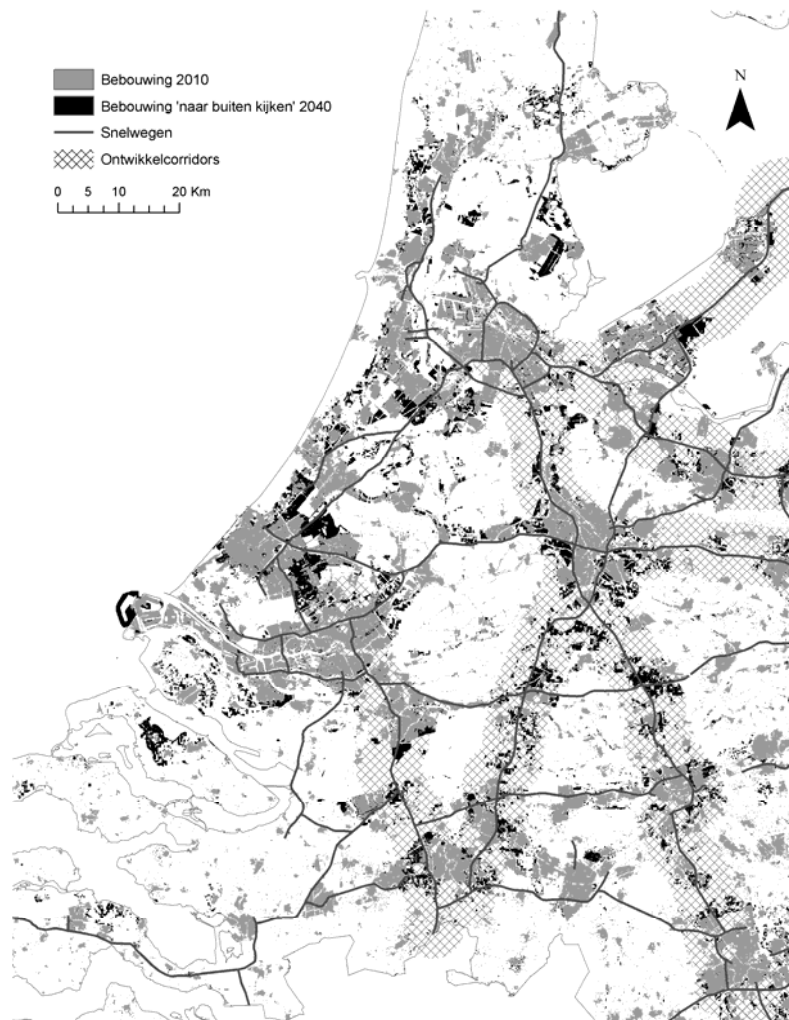 Bebouwing 2010
Bebouwing 'naar buiten kijken' 2040
Snelwegen
Ontwikkelcorridors
0 5 10 20 Km
N